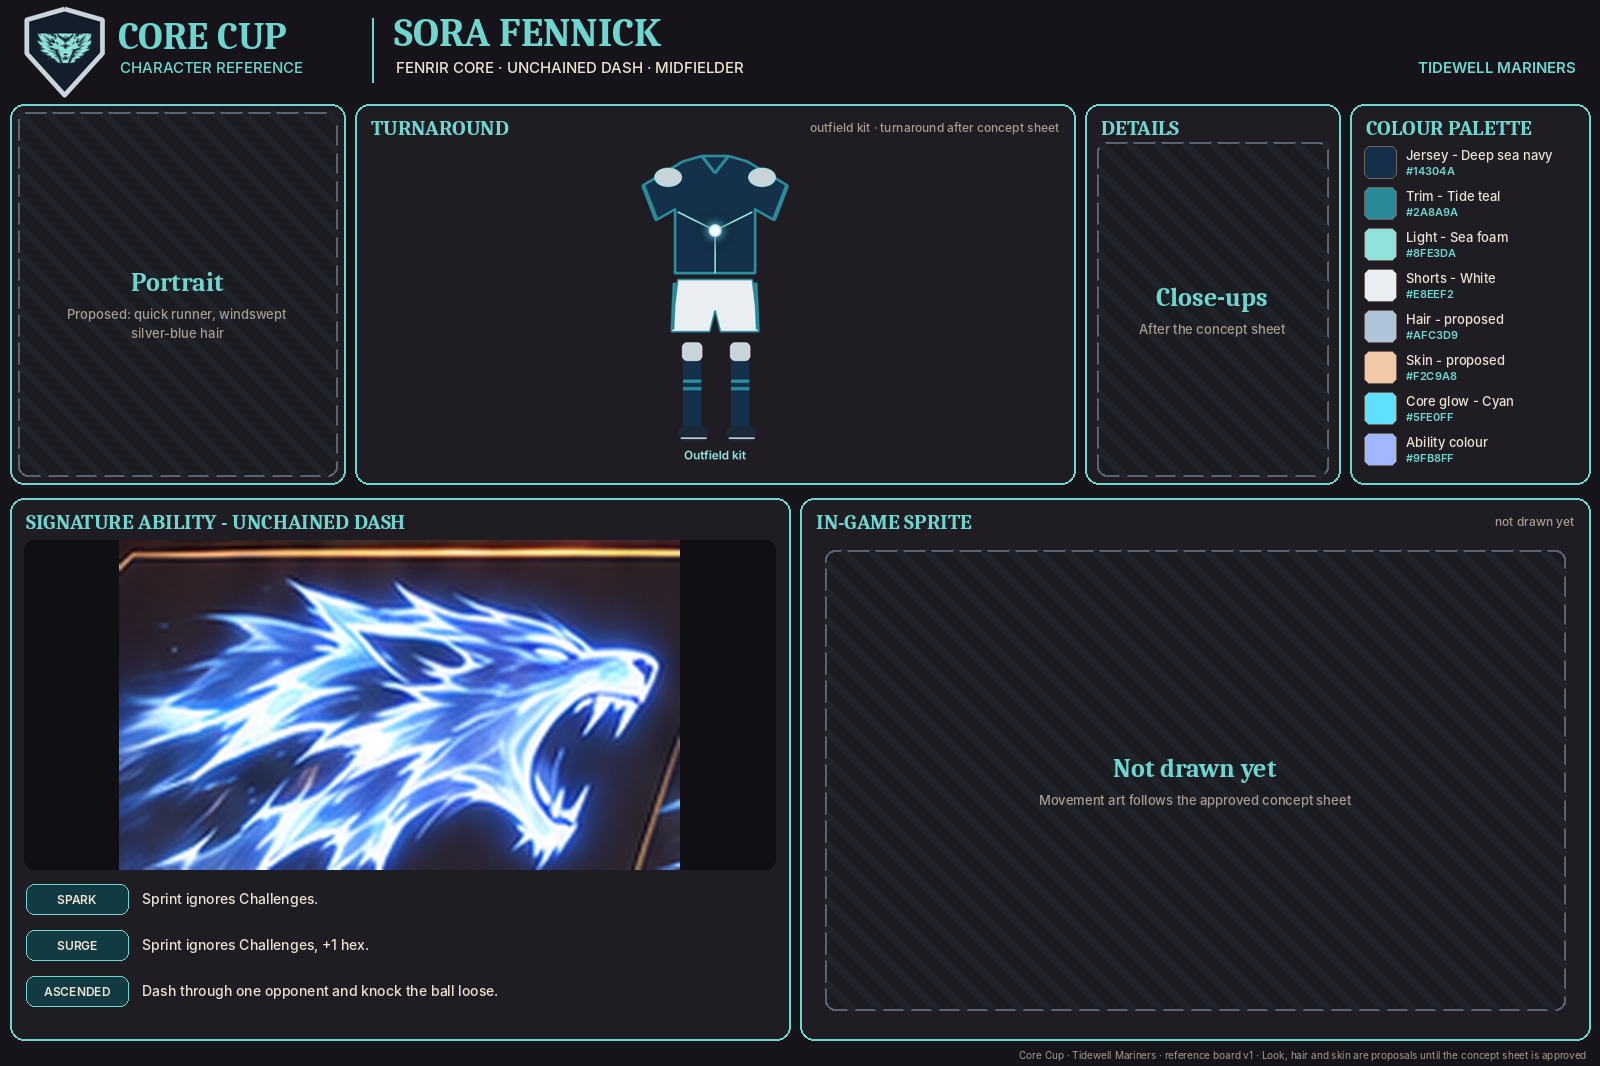 CORE CUP
CHARACTER REFERENCE
SORA FENNICK
FENRIR CORE · UNCHAINED DASH · MIDFIELDER
TIDEWELL MARINERS
Portrait
Proposed: quick runner, windswept
silver-blue hair
TURNAROUND
outfield kit · turnaround after concept sheet
Outfield kit
DETAILS
Close-ups
After the concept sheet
COLOUR PALETTE
Jersey - Deep sea navy
#14304A
Trim - Tide teal
#2A8A9A
Light - Sea foam
#8FE3DA
Shorts - White
#E8EEF2
Hair - proposed
#AFC3D9
Skin - proposed
#F2C9A8
Core glow - Cyan
#5FE0FF
Ability colour
#9FB8FF
SIGNATURE ABILITY - UNCHAINED DASH
SPARK
Sprint ignores Challenges.
SURGE
Sprint ignores Challenges, +1 hex.
ASCENDED
Dash through one opponent and knock the ball loose.
IN-GAME SPRITE
not drawn yet
Not drawn yet
Movement art follows the approved concept sheet
Core Cup · Tidewell Mariners · reference board v1 · Look, hair and skin are proposals until the concept sheet is approved